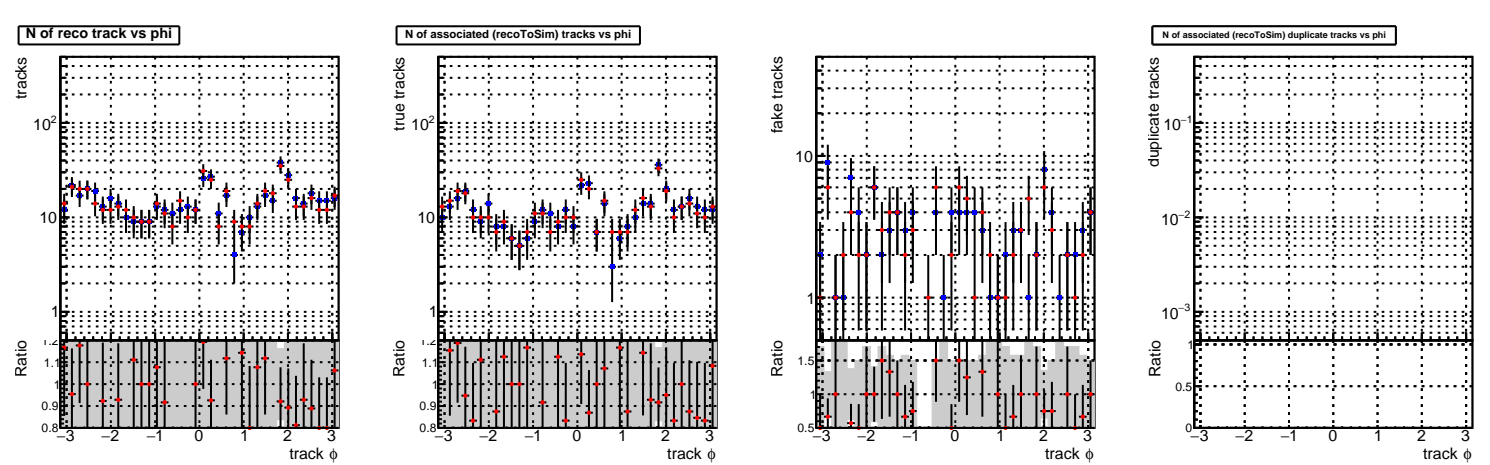 N of reco track vs phi
tracks
10²
10
1
Ratio
1.2
1.1
1
0.9
0.8
−3 −2 −1 0 1 2 3
track ϕ
N of associated (recoToSim) tracks vs phi
true tracks
10²
10
1
Ratio
1.2
1.1
1
0.9
0.8
−3 −2 −1 0 1 2 3
track ϕ
fake tracks
10
1
Ratio
1.5
1
0.5
−3 −2 −1 0 1 2 3
track ϕ
N of associated (recoToSim) duplicate tracks vs phi
duplicate tracks
10⁻¹
10⁻²
10⁻³
Ratio
1
0.5
0
−3 −2 −1 0 1 2 3
track ϕ